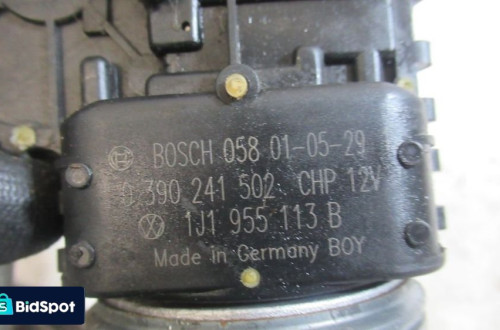 BOSCH 058 01-05-29
0 390 241 502 CHP 12V
1J1 955 113 B
Made in Germany BOY
BidSpot